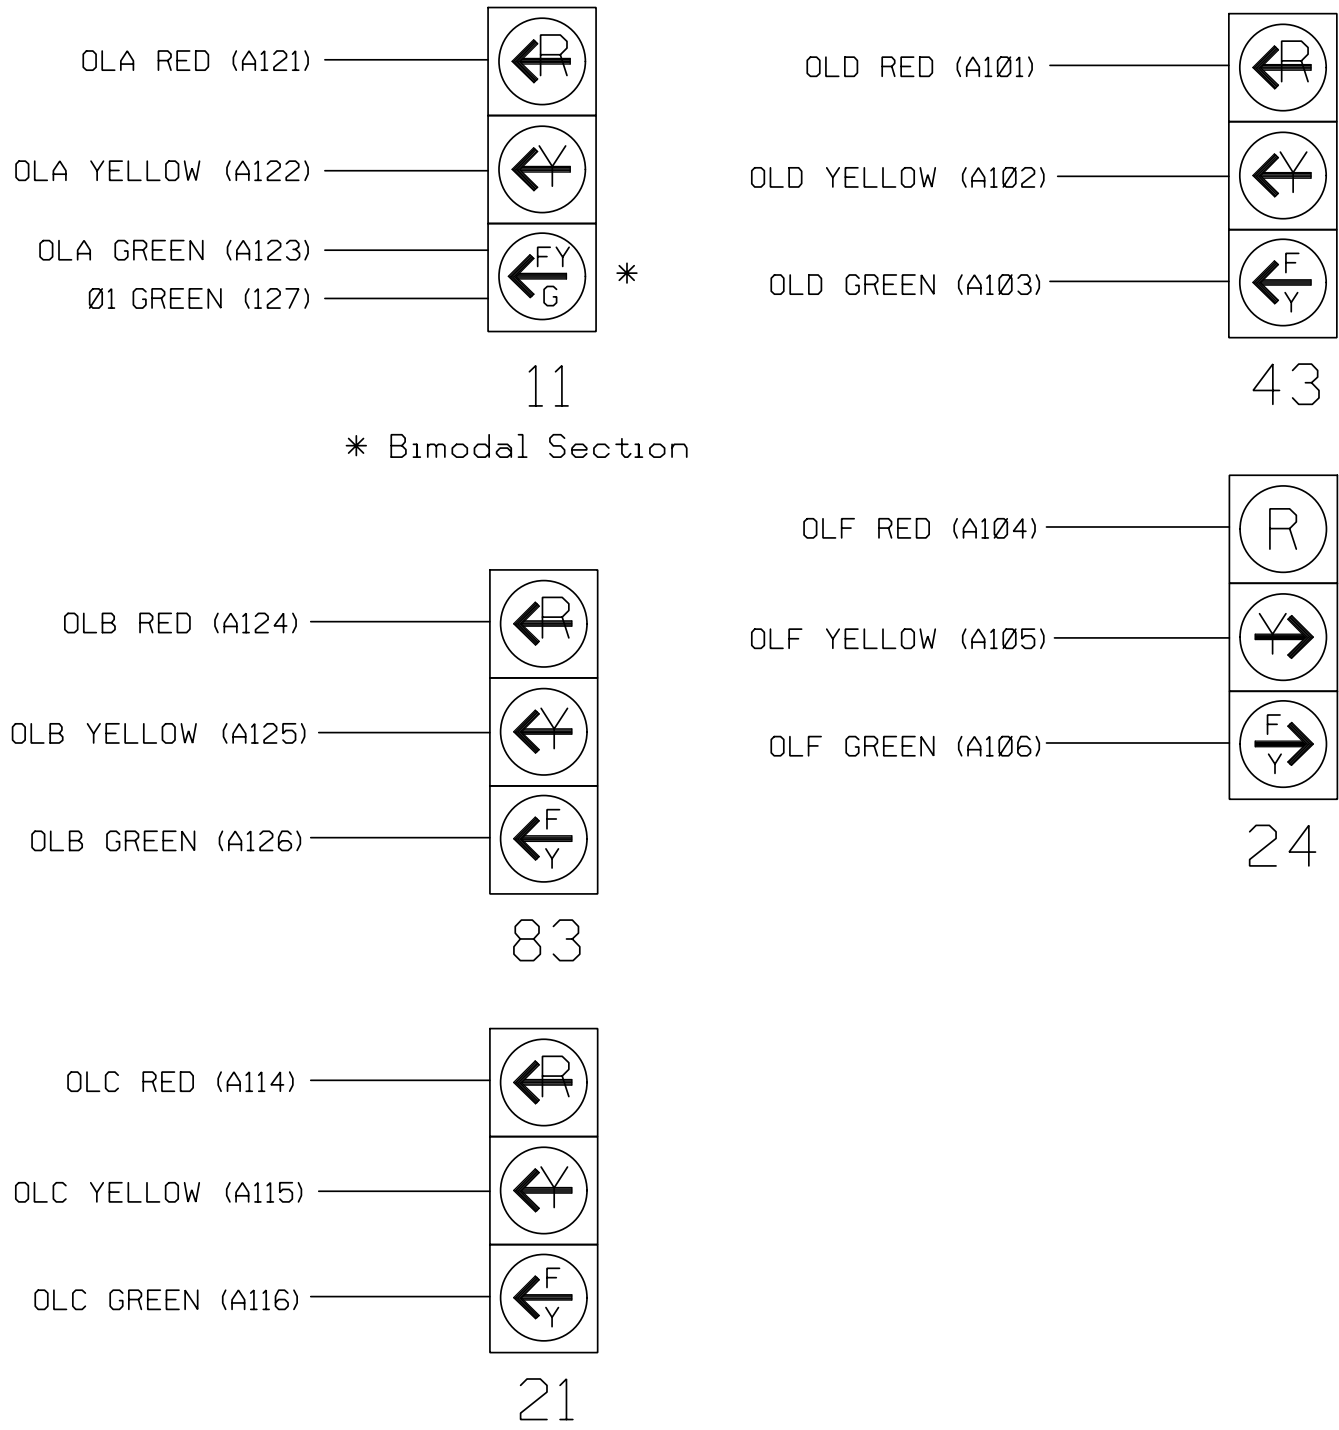 OLA RED (A121)
R
OLA YELLOW (A122)
Y
OLA GREEN (A123)
Ø1 GREEN (127)
FY
G
*
11
* Bimodal Section
OLB RED (A124)
R
OLB YELLOW (A125)
Y
OLB GREEN (A126)
F
Y
83
OLC RED (A114)
R
OLC YELLOW (A115)
Y
OLC GREEN (A116)
F
Y
21
OLD RED (A1Ø1)
R
OLD YELLOW (A1Ø2)
Y
OLD GREEN (A1Ø3)
F
Y
43
OLF RED (A1Ø4)
R
OLF YELLOW (A1Ø5)
Y
OLF GREEN (A1Ø6)
F
Y
24